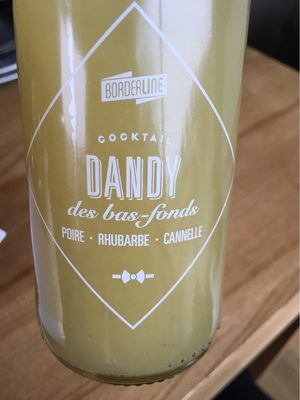 BORDERLINE
COCKTAIL
DANDY
des bas-fonds
POIRE · RHUBARBE · CANNELLE